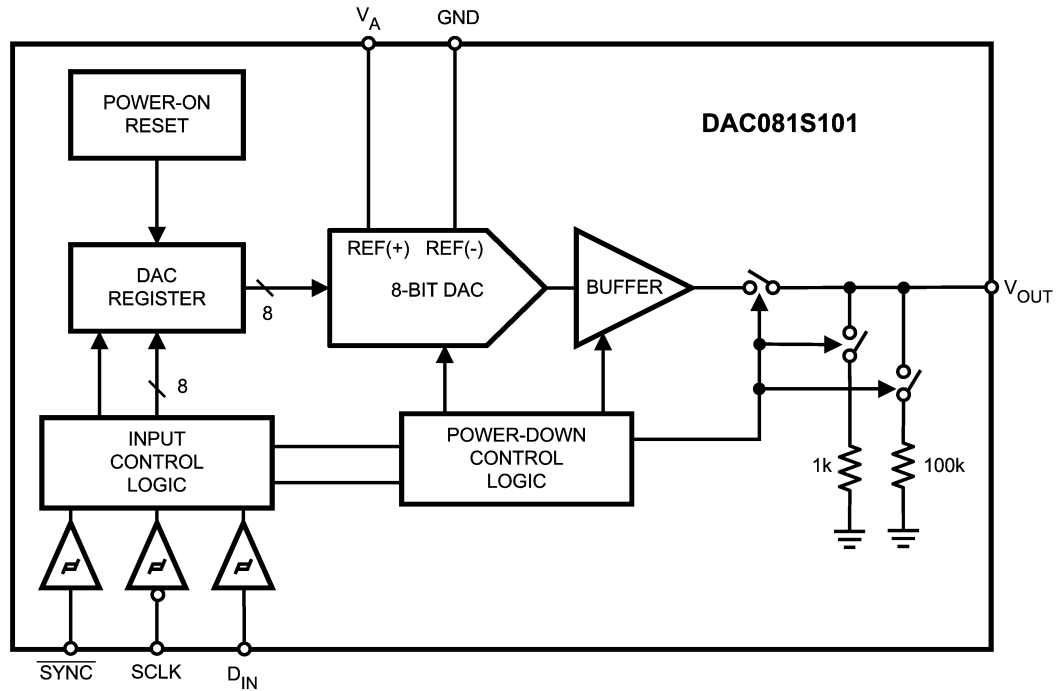 V_A
GND
POWER-ON
RESET
DAC081S101
REF(+)
REF(-)
DAC
REGISTER
8
8-BIT DAC
BUFFER
V_OUT
8
INPUT
CONTROL
LOGIC
POWER-DOWN
CONTROL
LOGIC
1k
100k
SYNC
SCLK
D_IN